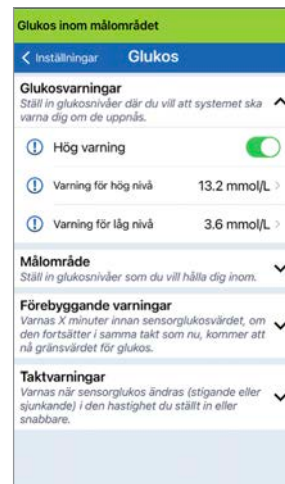 Glukos inom målområdet
Inställningar Glukos
Glukosvarningar
Ställ in glukosnivåer där du vill att systemet ska
varna dig om de uppnås.
Hög varning
Varning för hög nivå 13.2 mmol/L
Varning för låg nivå 3.6 mmol/L
Målområde
Ställ in glukosnivåer som du vill hålla dig inom.
Förebyggande varningar
Varnas X minuter innan sensorglukosvärdet, om
den fortsätter i samma takt som nu, kommer att
nå gränsvärdet för glukos.
Taktvarningar
Varnas när sensorglukos ändras (stigande eller
sjunkande) i den hastighet du ställt in eller
snabbare.